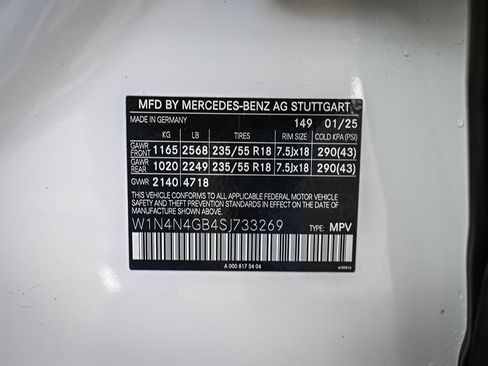 MFD BY MERCEDES-BENZ AG STUTTGART
MADE IN GERMANY 149 01/25
KG LB TIRES RIM SIZE COLD KPA (PSI)
GAWR FRONT 1165 2568 235/55 R18 7.5Jx18 290(43)
GAWR REAR 1020 2249 235/55 R18 7.5Jx18 290(43)
GVWR 2140 4718
THIS VEHICLE CONFORMS TO ALL APPLICABLE FEDERAL MOTOR VEHICLE
SAFETY AND THEFT PREVENTION STANDARDS IN EFFECT ON THE DATE
OF MANUFACTURE SHOWN ABOVE.
W1N4N4GB4SJ733269 TYPE: MPV
A 000 817 54 04